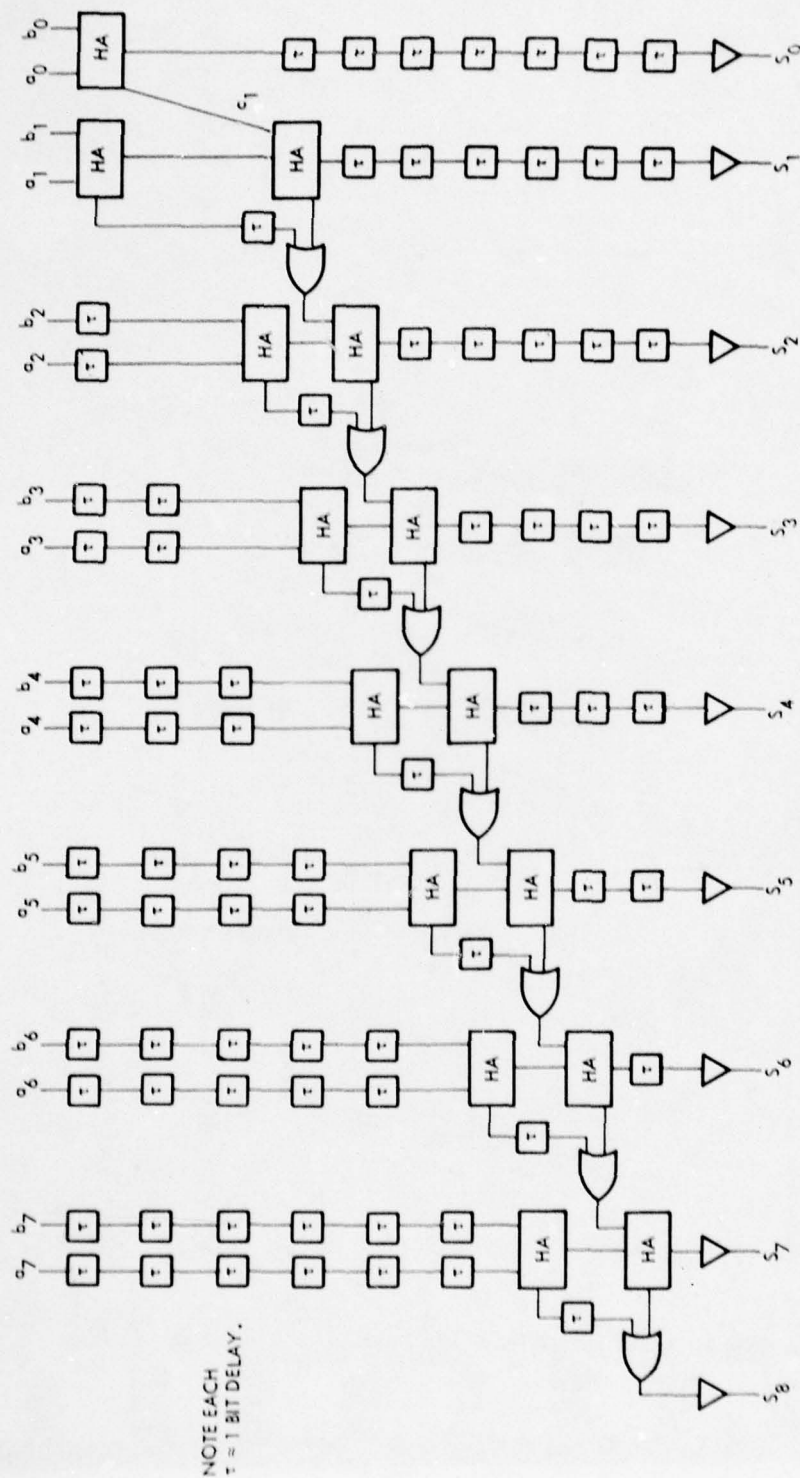 a7 b7 a6 b6 a5 b5 a4 b4 a3 b3 a2 b2 a1 b1 a0 b0
τ τ τ τ τ τ τ τ τ τ τ τ HA HA
τ τ τ τ τ τ τ τ τ τ
τ τ τ τ τ τ τ τ
c1
NOTE EACH
τ = 1 BIT DELAY.
HA τ
τ τ τ τ τ τ HA τ HA τ
τ τ τ τ HA τ HA τ τ
τ τ HA τ HA τ τ τ
HA τ HA τ τ τ τ
HA τ HA τ τ τ τ τ
τ HA τ τ τ τ τ τ
HA τ τ τ τ τ τ τ
S8 S7 S6 S5 S4 S3 S2 S1 S0